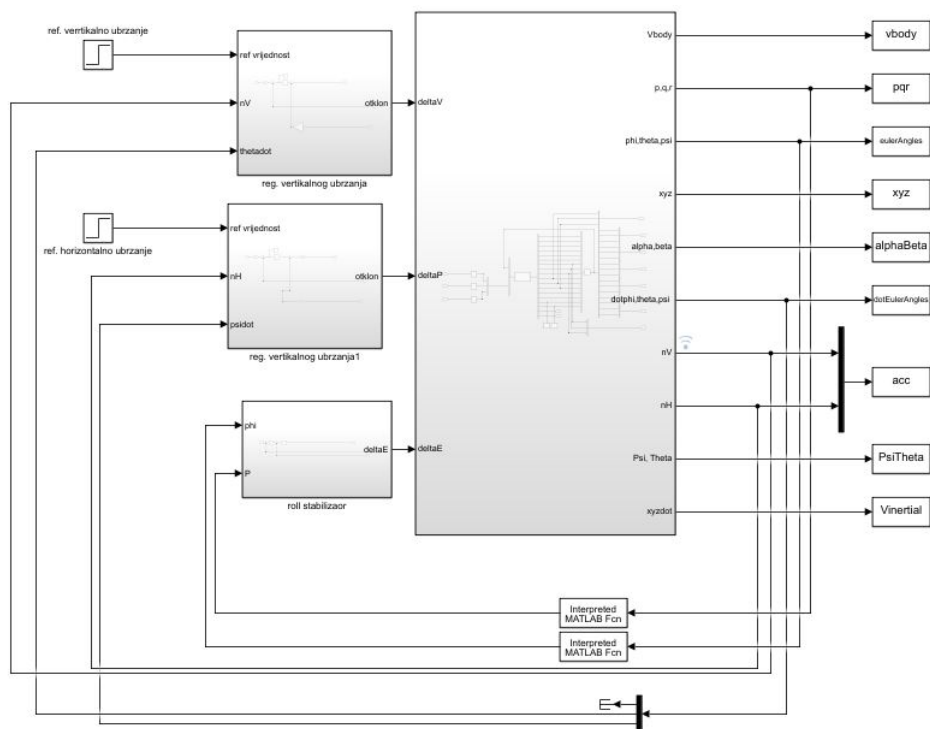 ref. verrtikalno ubrzanje
ref vrijednost
nV
thetadot
otklon
reg. vertikalnog ubrzanja
ref. horizontalno ubrzanje
ref vrijednost
nH
psidot
otklon
reg. vertikalnog ubrzanja1
phi
P
deltaE
roll stabilizaor
deltaV
deltaP
deltaE
Vbody
p,q,r
phi,theta,psi
xyz
alpha,beta
dotphi,theta,psi
nV
nH
Psi, Theta
xyzdot
vbody
pqr
eulerAngles
xyz
alphaBeta
dotEulerAngles
acc
PsiTheta
Vinertial
Interpreted
MATLAB Fcn
Interpreted
MATLAB Fcn